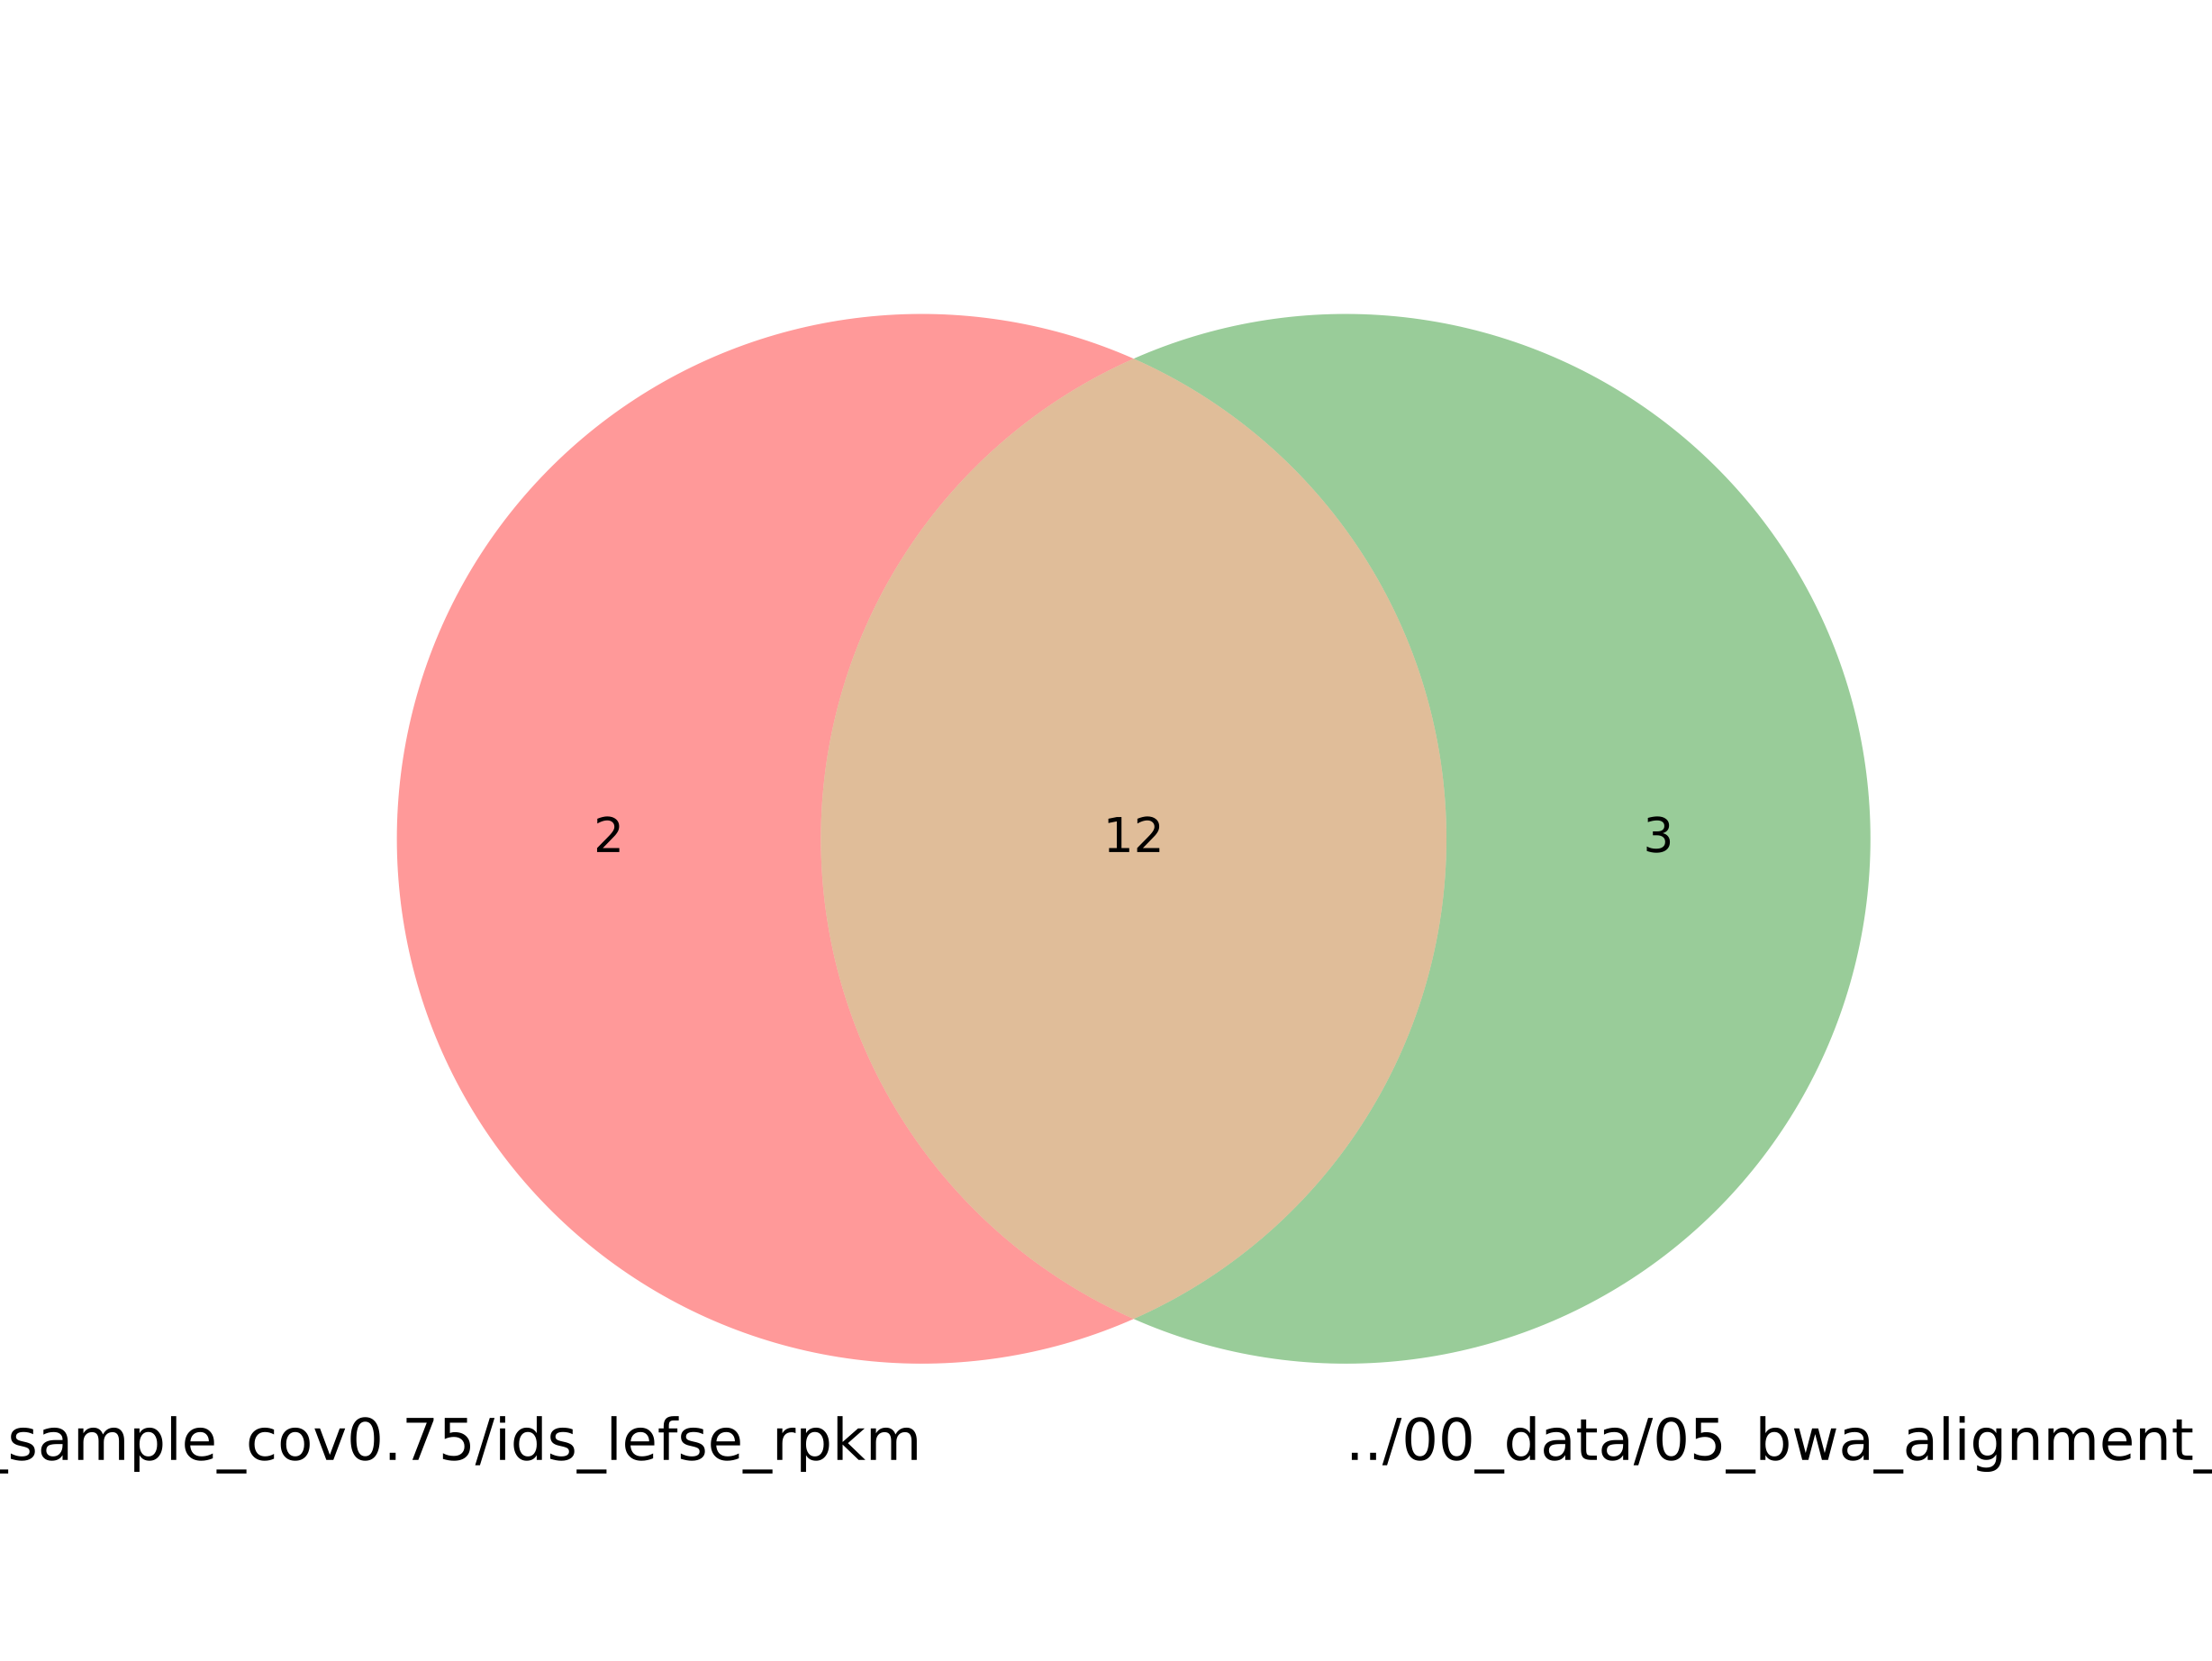 2
12
3
_sample_cov0.75/ids_lefse_rpkm
../00_data/05_bwa_alignment_